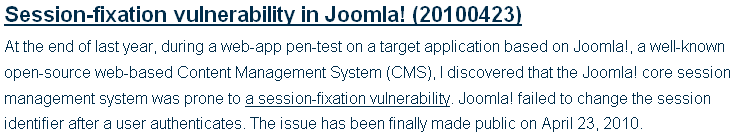 Session-fixation vulnerability in Joomla! (20100423)
At the end of last year, during a web-app pen-test on a target application based on Joomla!, a well-known
open-source web-based Content Management System (CMS), I discovered that the Joomla! core session
management system was prone to a session-fixation vulnerability. Joomla! failed to change the session
identifier after a user authenticates. The issue has been finally made public on April 23, 2010.